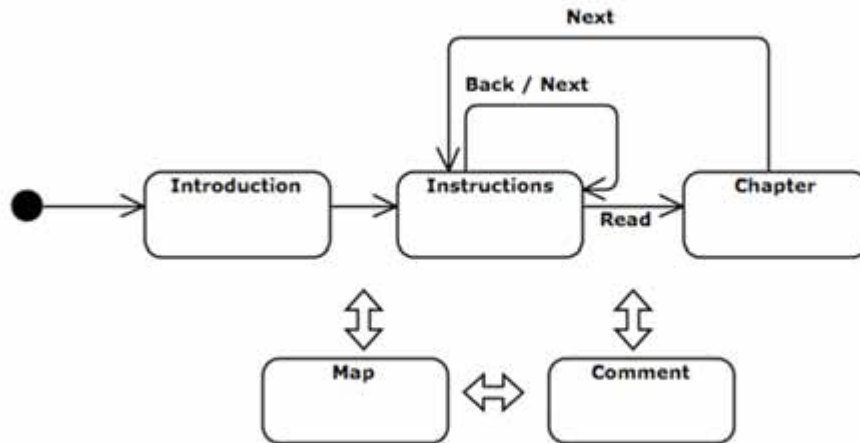 Next
Back / Next
Introduction
Instructions
Chapter
Read
Map
Comment